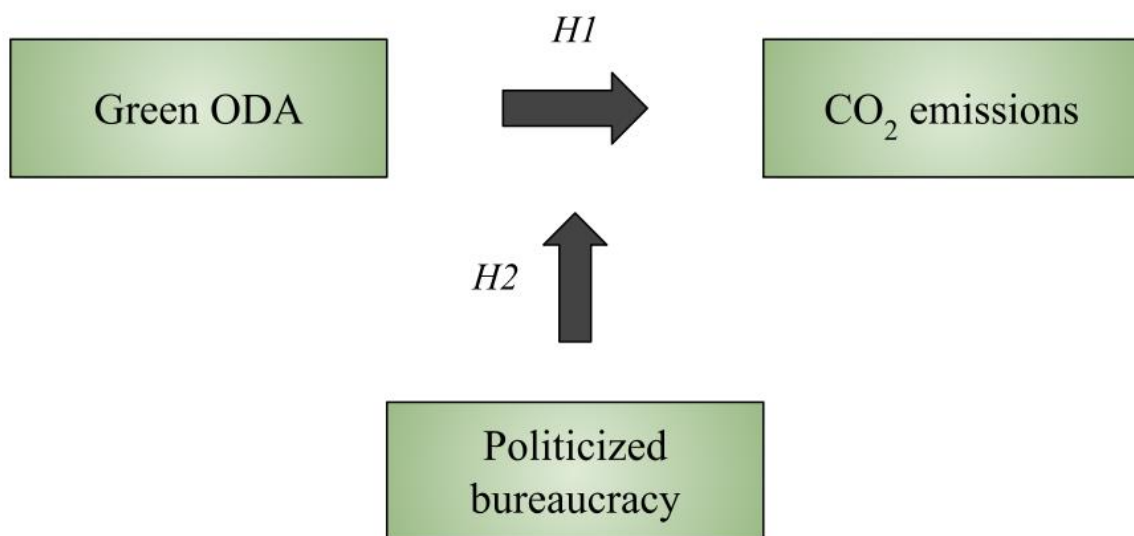 H1
Green ODA
CO₂ emissions
H2
Politicized
bureaucracy